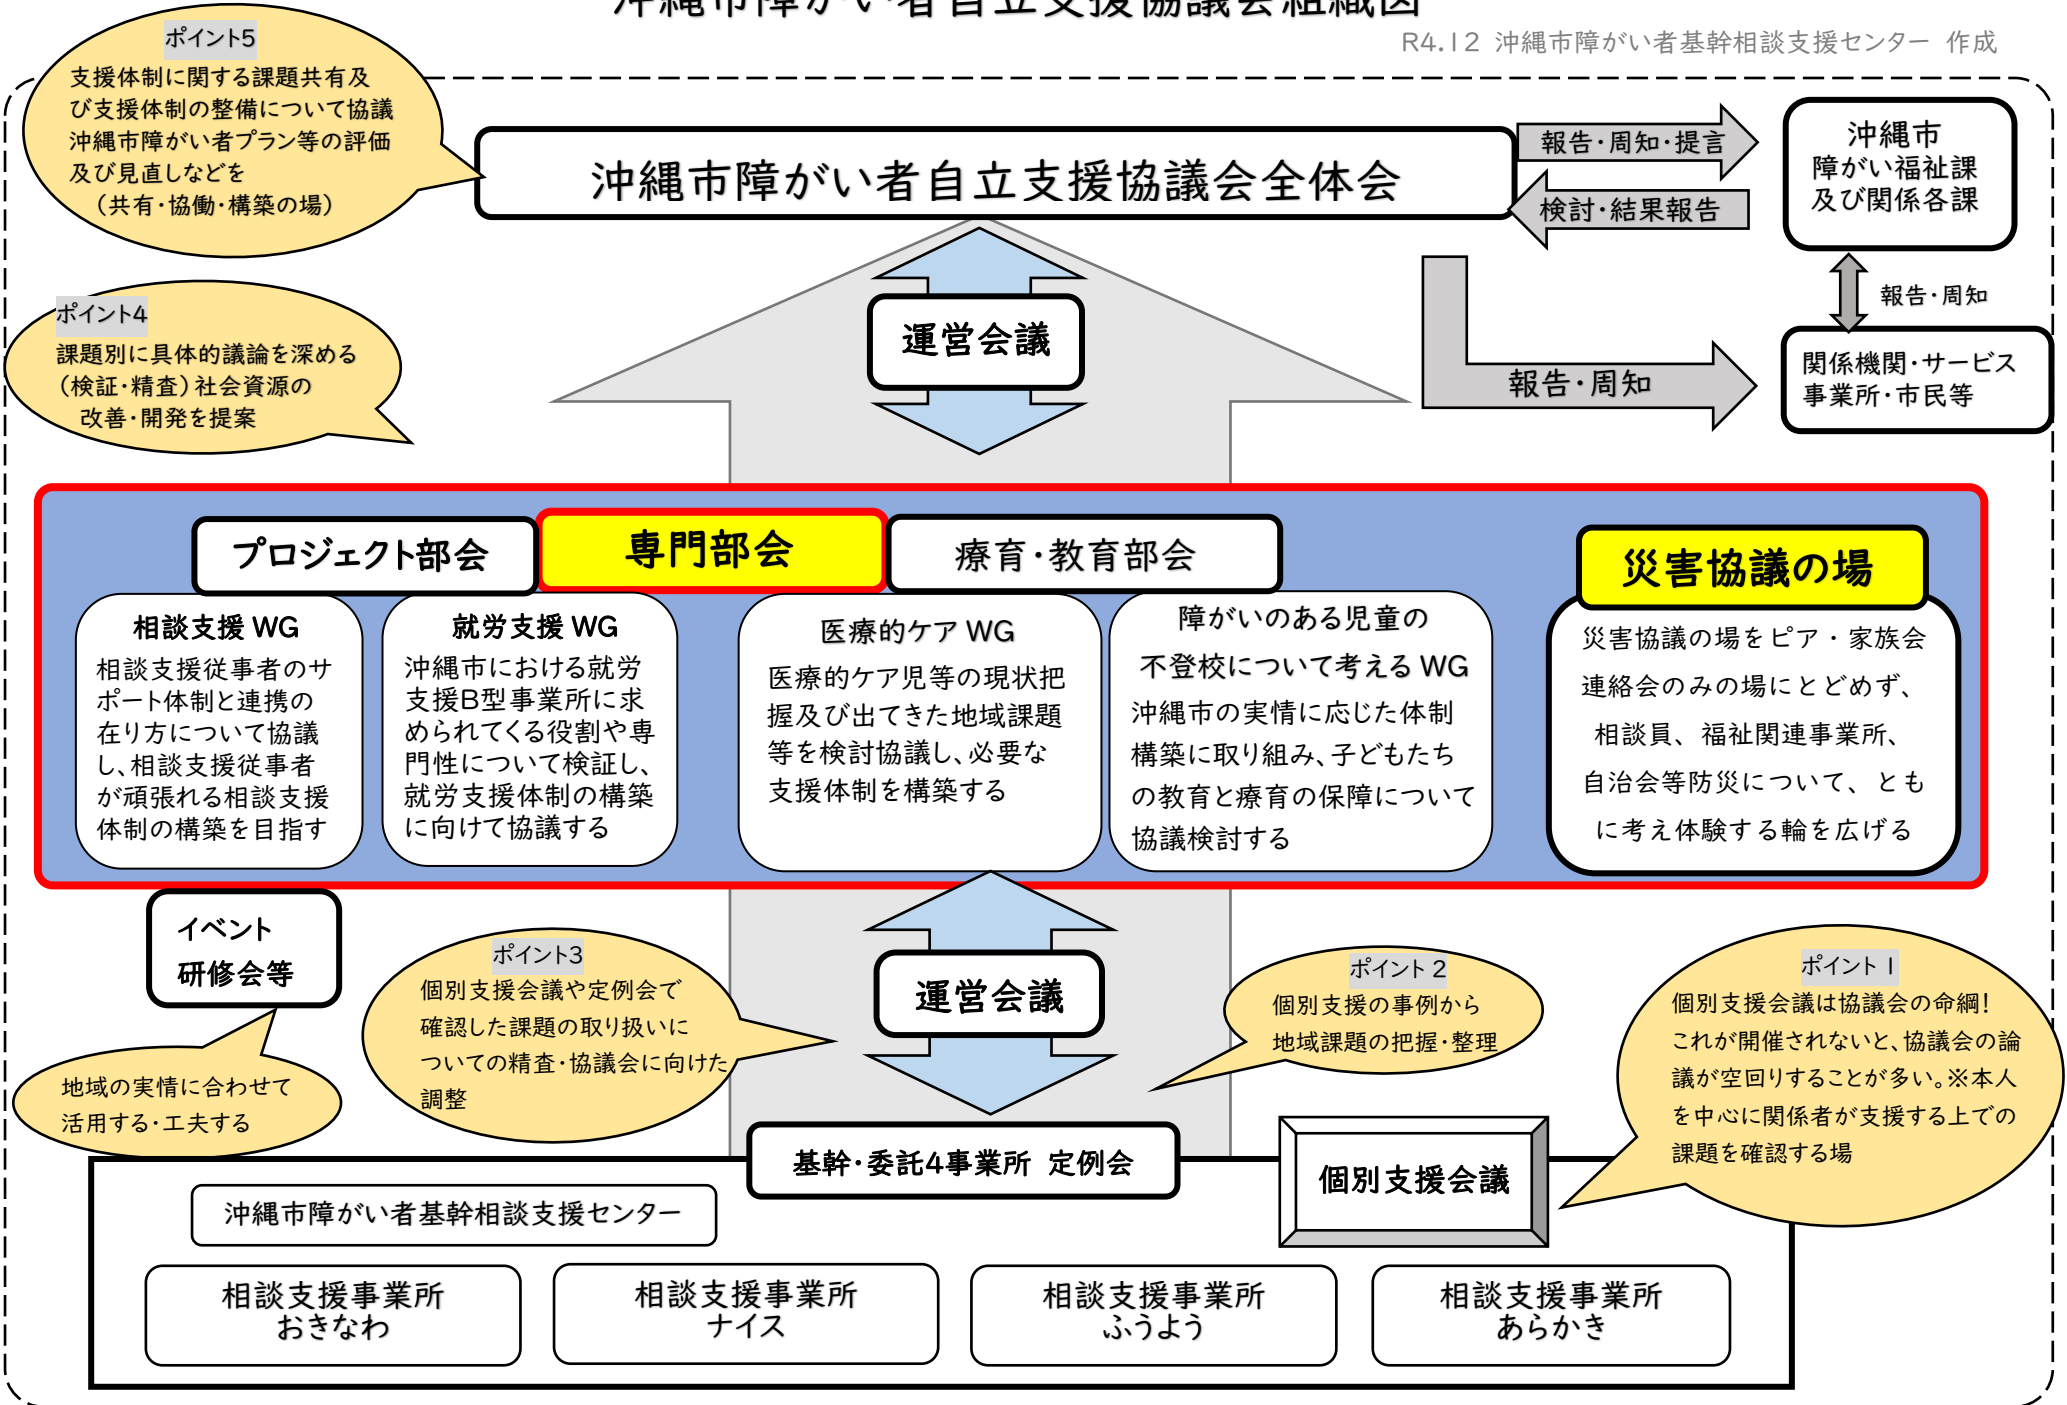 沖縄市障がい者自立支援協議会組織図
R4.12 沖縄市障がい者基幹相談支援センター 作成
ポイント5
支援体制に関する課題共有及
び支援体制の整備について協議
沖縄市障がい者プラン等の評価
及び見直しなどを
(共有・協働・構築の場)
沖縄市障がい者自立支援協議会全体会
報告・周知・提言
検討・結果報告
沖縄市
障がい福祉課
及び関係各課
報告・周知
関係機関・サービス
事業所・市民等
報告・周知
運営会議
ポイント4
課題別に具体的議論を深める
(検証・精査)社会資源の
改善・開発を提案
プロジェクト部会
専門部会
療育・教育部会
災害協議の場
相談支援 WG
相談支援従事者のサ
ポート体制と連携の
在り方について協議
し、相談支援従事者
が頑張れる相談支援
体制の構築を目指す
就労支援 WG
沖縄市における就労
支援B型事業所に求
められてくる役割や専
門性について検証し、
就労支援体制の構築
に向けて協議する
医療的ケア WG
医療的ケア児等の現状把
握及び出てきた地域課題
等を検討協議し、必要な
支援体制を構築する
障がいのある児童の
不登校について考える WG
沖縄市の実情に応じた体制
構築に取り組み、子どもたち
の教育と療育の保障について
協議検討する
災害協議の場をピア・家族会
連絡会のみの場にとどめず、
相談員、福祉関連事業所、
自治会等防災について、とも
に考え体験する輪を広げる
イベント
研修会等
地域の実情に合わせて
活用する・工夫する
ポイント3
個別支援会議や定例会で
確認した課題の取り扱いに
ついての精査・協議会に向けた
調整
運営会議
ポイント 2
個別支援の事例から
地域課題の把握・整理
ポイント 1
個別支援会議は協議会の命綱!
これが開催されないと、協議会の論
議が空回りすることが多い。※本人
を中心に関係者が支援する上での
課題を確認する場
基幹・委託4事業所 定例会
個別支援会議
沖縄市障がい者基幹相談支援センター
相談支援事業所
おきなわ
相談支援事業所
ナイス
相談支援事業所
ふうよう
相談支援事業所
あらかき